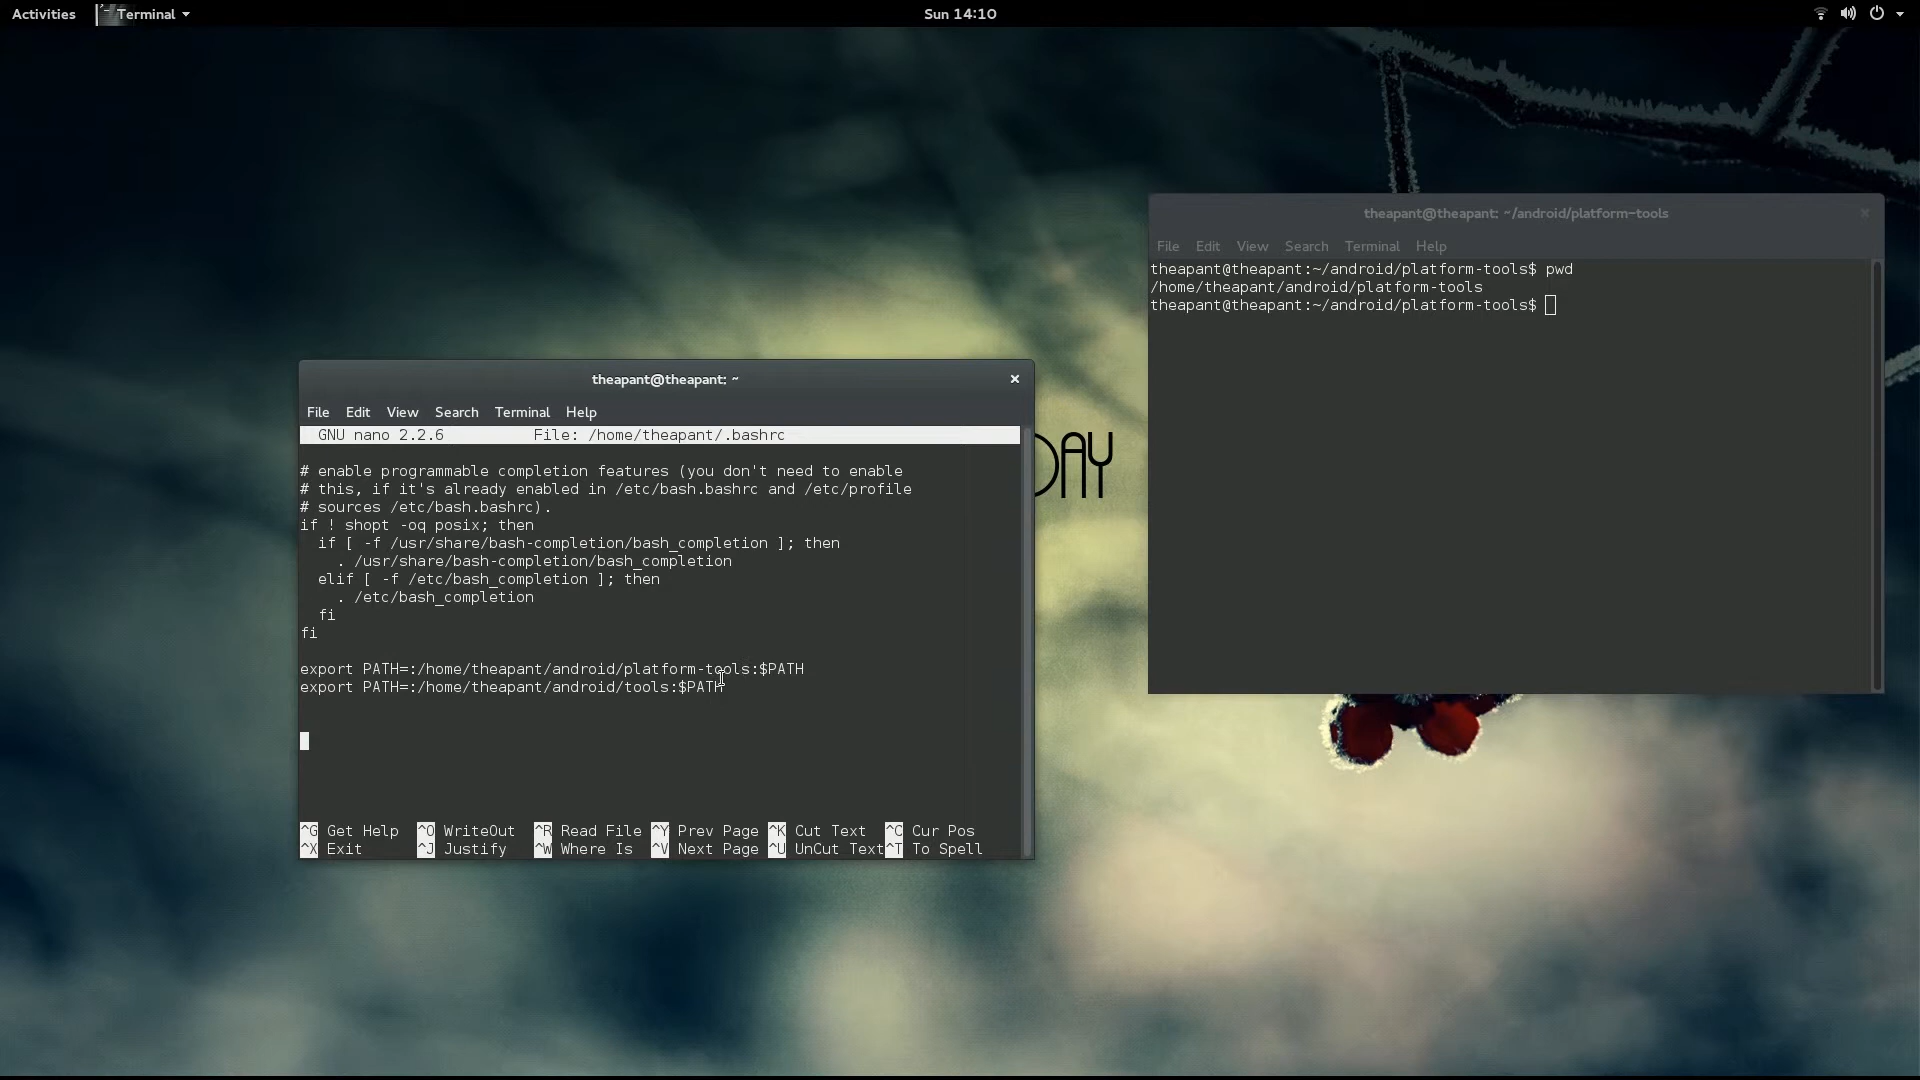 Activities Terminal Sun 14:10
theapant@theapant: ~/android/platform-tools
File Edit View Search Terminal Help
theapant@theapant:~/android/platform-tools$ pwd
/home/theapant/android/platform-tools
theapant@theapant:~/android/platform-tools$
theapant@theapant: ~
File Edit View Search Terminal Help
GNU nano 2.2.6 File: /home/theapant/.bashrc
# enable programmable completion features (you don't need to enable
# this, if it's already enabled in /etc/bash.bashrc and /etc/profile
# sources /etc/bash.bashrc).
if ! shopt -oq posix; then
  if [ -f /usr/share/bash-completion/bash_completion ]; then
    . /usr/share/bash-completion/bash_completion
  elif [ -f /etc/bash_completion ]; then
    . /etc/bash_completion
  fi
fi
export PATH=:/home/theapant/android/platform-tools:$PATH
export PATH=:/home/theapant/android/tools:$PATH
^G Get Help ^O WriteOut ^R Read File ^Y Prev Page ^K Cut Text ^C Cur Pos
^X Exit ^J Justify ^W Where Is ^V Next Page ^U UnCut Text ^T To Spell
DAY